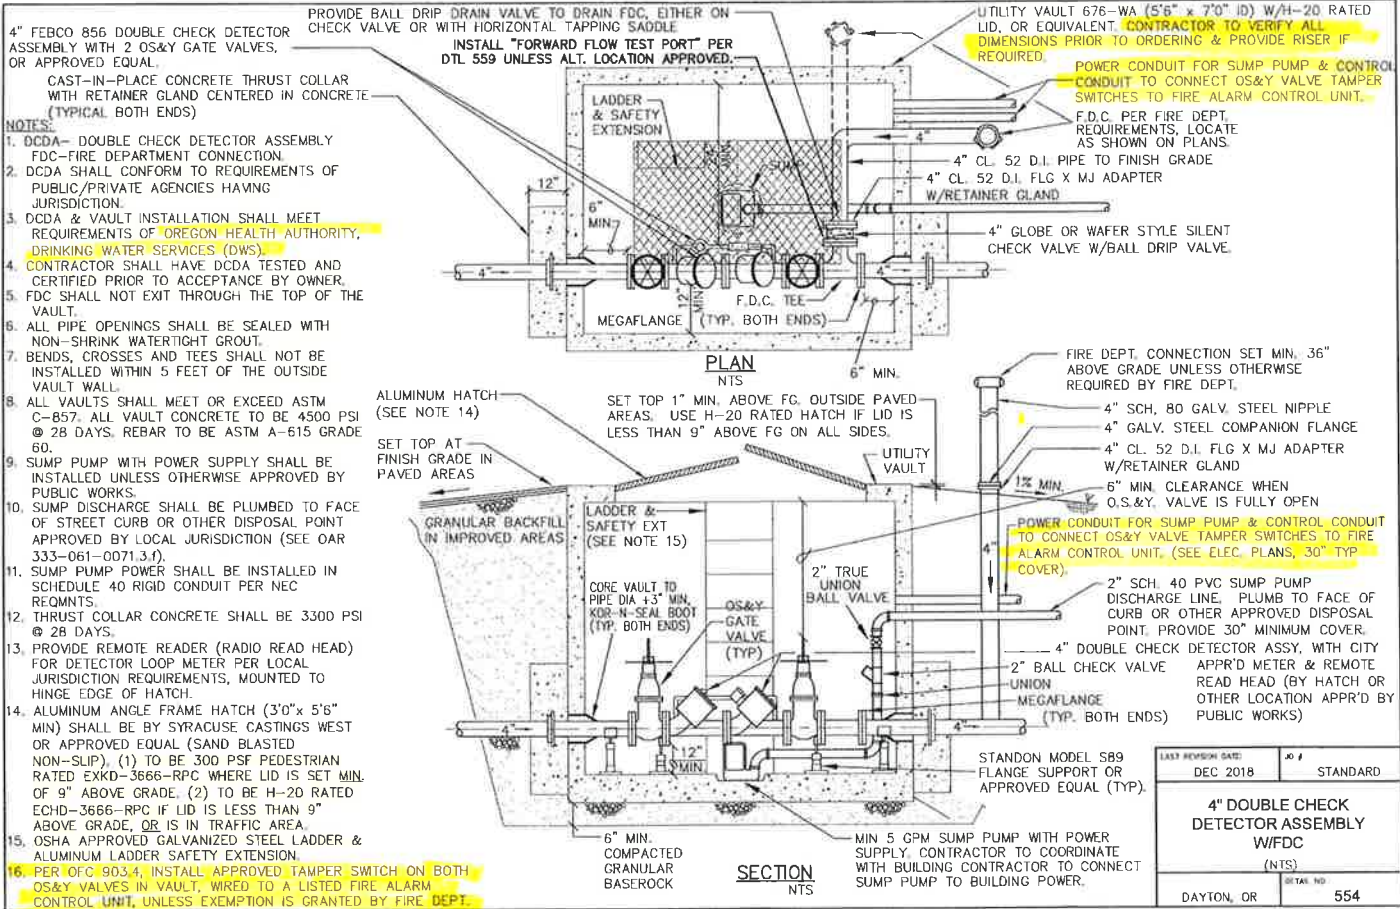 4" FEBCO 856 DOUBLE CHECK DETECTOR
ASSEMBLY WITH 2 OS&Y GATE VALVES,
OR APPROVED EQUAL.
CAST-IN-PLACE CONCRETE THRUST COLLAR
WITH RETAINER GLAND CENTERED IN CONCRETE
(TYPICAL BOTH ENDS)
NOTES:
1. DCDA- DOUBLE CHECK DETECTOR ASSEMBLY
FDC-FIRE DEPARTMENT CONNECTION.
2. DCDA SHALL CONFORM TO REQUIREMENTS OF
PUBLIC/PRIVATE AGENCIES HAVING
JURISDICTION.
3. DCDA & VAULT INSTALLATION SHALL MEET
REQUIREMENTS OF OREGON HEALTH AUTHORITY,
DRINKING WATER SERVICES (DWS).
4. CONTRACTOR SHALL HAVE DCDA TESTED AND
CERTIFIED PRIOR TO ACCEPTANCE BY OWNER.
5. FDC SHALL NOT EXIT THROUGH THE TOP OF THE
VAULT.
6. ALL PIPE OPENINGS SHALL BE SEALED WITH
NON-SHRINK WATERTIGHT GROUT.
7. BENDS, CROSSES AND TEES SHALL NOT BE
INSTALLED WITHIN 5 FEET OF THE OUTSIDE
VAULT WALL.
8. ALL VAULTS SHALL MEET OR EXCEED ASTM
C-857. ALL VAULT CONCRETE TO BE 4500 PSI
@ 28 DAYS. REBAR TO BE ASTM A-615 GRADE
60.
9. SUMP PUMP WITH POWER SUPPLY SHALL BE
INSTALLED UNLESS OTHERWISE APPROVED BY
PUBLIC WORKS.
10. SUMP DISCHARGE SHALL BE PLUMBED TO FACE
OF STREET CURB OR OTHER DISPOSAL POINT
APPROVED BY LOCAL JURISDICTION (SEE OAR
333-061-0071.3.f).
11. SUMP PUMP POWER SHALL BE INSTALLED IN
SCHEDULE 40 RIGID CONDUIT PER NEC
REQMNTS.
12. THRUST COLLAR CONCRETE SHALL BE 3300 PSI
@ 28 DAYS.
13. PROVIDE REMOTE READER (RADIO READ HEAD)
FOR DETECTOR LOOP METER PER LOCAL
JURISDICTION REQUIREMENTS, MOUNTED TO
HINGE EDGE OF HATCH.
14. ALUMINUM ANGLE FRAME HATCH (3'0"x 5'6"
MIN) SHALL BE BY SYRACUSE CASTINGS WEST
OR APPROVED EQUAL (SAND BLASTED
NON-SLIP). (1) TO BE 300 PSF PEDESTRIAN
RATED EXKD-3666-RPC WHERE LID IS SET MIN.
OF 9" ABOVE GRADE. (2) TO BE H-20 RATED
ECHD-3666-RPC IF LID IS LESS THAN 9"
ABOVE GRADE, OR IS IN TRAFFIC AREA.
15. OSHA APPROVED GALVANIZED STEEL LADDER &
ALUMINUM LADDER SAFETY EXTENSION.
16. PER OFC 903.4, INSTALL APPROVED TAMPER SWITCH ON BOTH
OS&Y VALVES IN VAULT, WIRED TO A LISTED FIRE ALARM
CONTROL UNIT, UNLESS EXEMPTION IS GRANTED BY FIRE DEPT.
PROVIDE BALL DRIP DRAIN VALVE TO DRAIN FDC, EITHER ON
CHECK VALVE OR WITH HORIZONTAL TAPPING SADDLE
INSTALL "FORWARD FLOW TEST PORT" PER
DTL 559 UNLESS ALT. LOCATION APPROVED.
UTILITY VAULT 676-WA (5'6" x 7'0" ID) W/H-20 RATED
LID, OR EQUIVALENT. CONTRACTOR TO VERIFY ALL
DIMENSIONS PRIOR TO ORDERING & PROVIDE RISER IF
REQUIRED.
POWER CONDUIT FOR SUMP PUMP & CONTROL
CONDUIT TO CONNECT OS&Y VALVE TAMPER
SWITCHES TO FIRE ALARM CONTROL UNIT.
F.D.C. PER FIRE DEPT.
REQUIREMENTS, LOCATE
AS SHOWN ON PLANS.
4" CL. 52 D.I. PIPE TO FINISH GRADE
4" CL. 52 D.I. FLG X MJ ADAPTER
W/RETAINER GLAND
4" GLOBE OR WAFER STYLE SILENT
CHECK VALVE W/BALL DRIP VALVE.
LADDER
& SAFETY
EXTENSION
24"
MIN
SUMP
4"
12"
6"
MIN.
4"
4"
12"
MIN
F.D.C. TEE
MEGAFLANGE (TYP. BOTH ENDS)
6" MIN.
PLAN
NTS
ALUMINUM HATCH
(SEE NOTE 14)
SET TOP AT
FINISH GRADE IN
PAVED AREAS
SET TOP 1" MIN. ABOVE FG. OUTSIDE PAVED
AREAS. USE H-20 RATED HATCH IF LID IS
LESS THAN 9" ABOVE FG ON ALL SIDES.
UTILITY
VAULT
FIRE DEPT. CONNECTION SET MIN. 36"
ABOVE GRADE UNLESS OTHERWISE
REQUIRED BY FIRE DEPT.
4" SCH. 80 GALV. STEEL NIPPLE
4" GALV. STEEL COMPANION FLANGE
4" CL. 52 D.I. FLG X MJ ADAPTER
W/RETAINER GLAND
1% MIN.
6" MIN. CLEARANCE WHEN
O.S.&Y. VALVE IS FULLY OPEN
POWER CONDUIT FOR SUMP PUMP & CONTROL CONDUIT
TO CONNECT OS&Y VALVE TAMPER SWITCHES TO FIRE
ALARM CONTROL UNIT. (SEE ELEC. PLANS, 30" TYP
COVER).
2" SCH. 40 PVC SUMP PUMP
DISCHARGE LINE. PLUMB TO FACE OF
CURB OR OTHER APPROVED DISPOSAL
POINT. PROVIDE 30" MINIMUM COVER.
4" DOUBLE CHECK DETECTOR ASSY. WITH CITY
APPR'D METER & REMOTE
READ HEAD (BY HATCH OR
OTHER LOCATION APPR'D BY
PUBLIC WORKS)
2" BALL CHECK VALVE
UNION
MEGAFLANGE
(TYP. BOTH ENDS)
GRANULAR BACKFILL
IN IMPROVED AREAS
LADDER &
SAFETY EXT
(SEE NOTE 15)
CORE VAULT TO
PIPE DIA +3" MIN.
KOR-N-SEAL BOOT
(TYP. BOTH ENDS)
OS&Y
GATE
VALVE
(TYP)
2" TRUE
UNION
BALL VALVE
4"
4"
4"
12"
MIN
STANDON MODEL S89
FLANGE SUPPORT OR
APPROVED EQUAL (TYP).
6" MIN.
COMPACTED
GRANULAR
BASEROCK
SECTION
NTS
MIN 5 GPM SUMP PUMP WITH POWER
SUPPLY. CONTRACTOR TO COORDINATE
WITH BUILDING CONTRACTOR TO CONNECT
SUMP PUMP TO BUILDING POWER.
LAST REVISION DATE:
DEC 2018
JO #
STANDARD
4" DOUBLE CHECK
DETECTOR ASSEMBLY
W/FDC
(NTS)
DAYTON, OR
DETAIL NO.
554